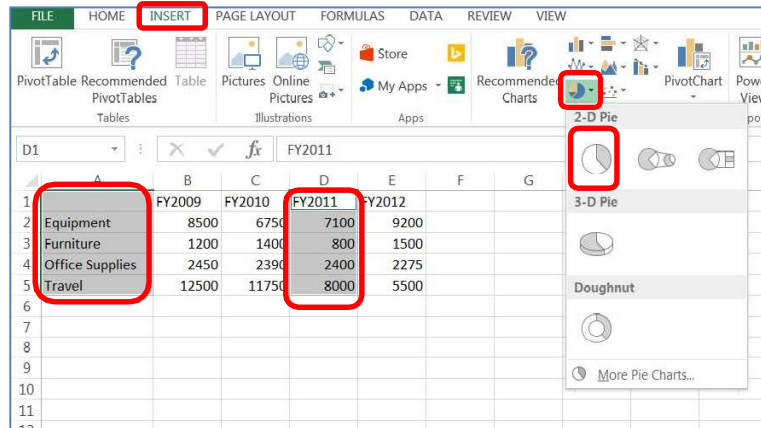 FILE HOME INSERT PAGE LAYOUT FORMULAS DATA REVIEW VIEW
PivotTable Recommended PivotTables Table Pictures Online Pictures Store My Apps Recommended Charts PivotChart
Tables Illustrations Apps
D1 fx FY2011
2-D Pie
A B C D E F G
1 FY2009 FY2010 FY2011 FY2012
2 Equipment 8500 6750 7100 9200
3 Furniture 1200 1400 800 1500
4 Office Supplies 2450 2390 2400 2275
5 Travel 12500 11750 8000 5500
3-D Pie
Doughnut
More Pie Charts...
6
7
8
9
10
11